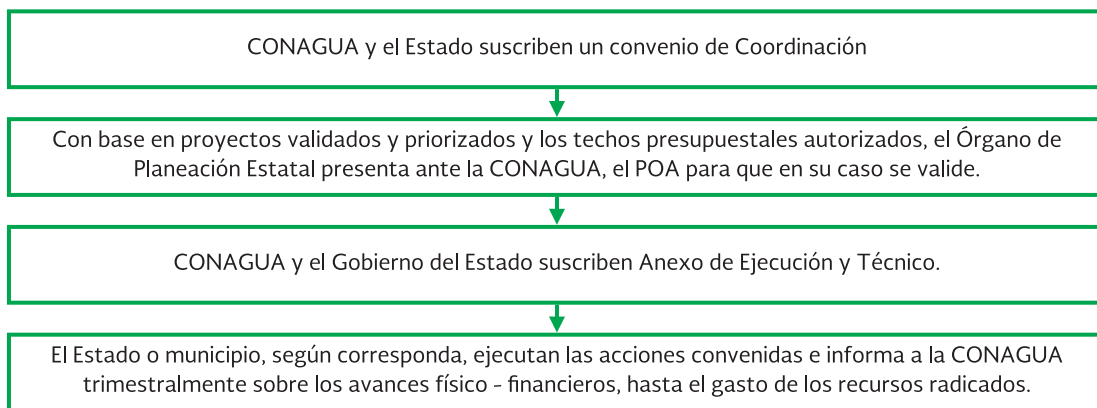 CONAGUA y el Estado suscriben un convenio de Coordinación
Con base en proyectos validados y priorizados y los techos presupuestales autorizados, el Órgano de
Planeación Estatal presenta ante la CONAGUA, el POA para que en su caso se valide.
CONAGUA y el Gobierno del Estado suscriben Anexo de Ejecución y Técnico.
El Estado o municipio, según corresponda, ejecutan las acciones convenidas e informa a la CONAGUA
trimestralmente sobre los avances físico - financieros, hasta el gasto de los recursos radicados.